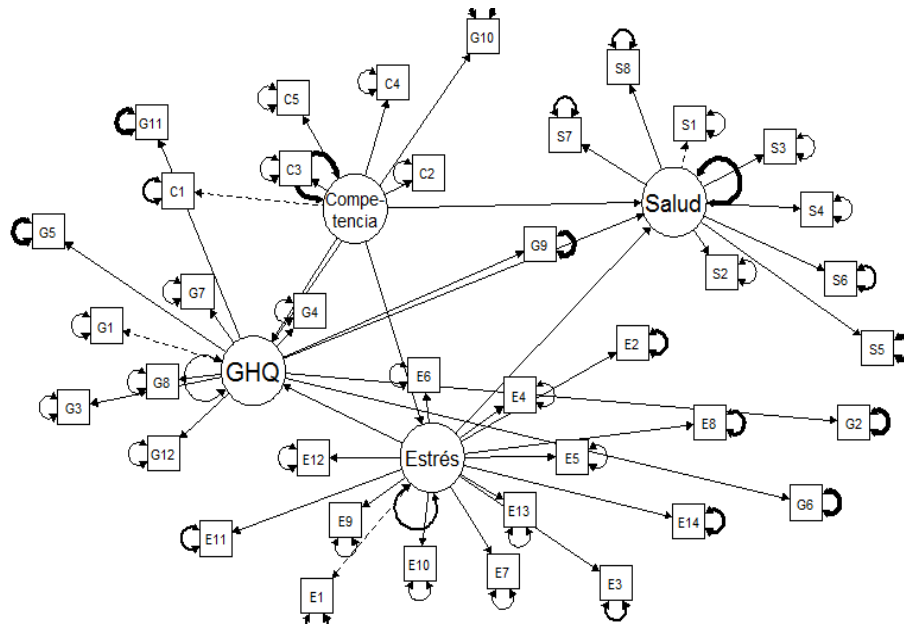 G10
S8
C4
C5
S7
S1
G11
S3
C3
C2
C1
Compe-
tencia
Salud
S4
G5
G9
S2
S6
G7
G4
G1
E2
S5
GHQ
E6
G8
E4
G3
G2
E8
G12
Estrés
E12
E5
G6
E9
E13
E14
E11
E10
E7
E3
E1